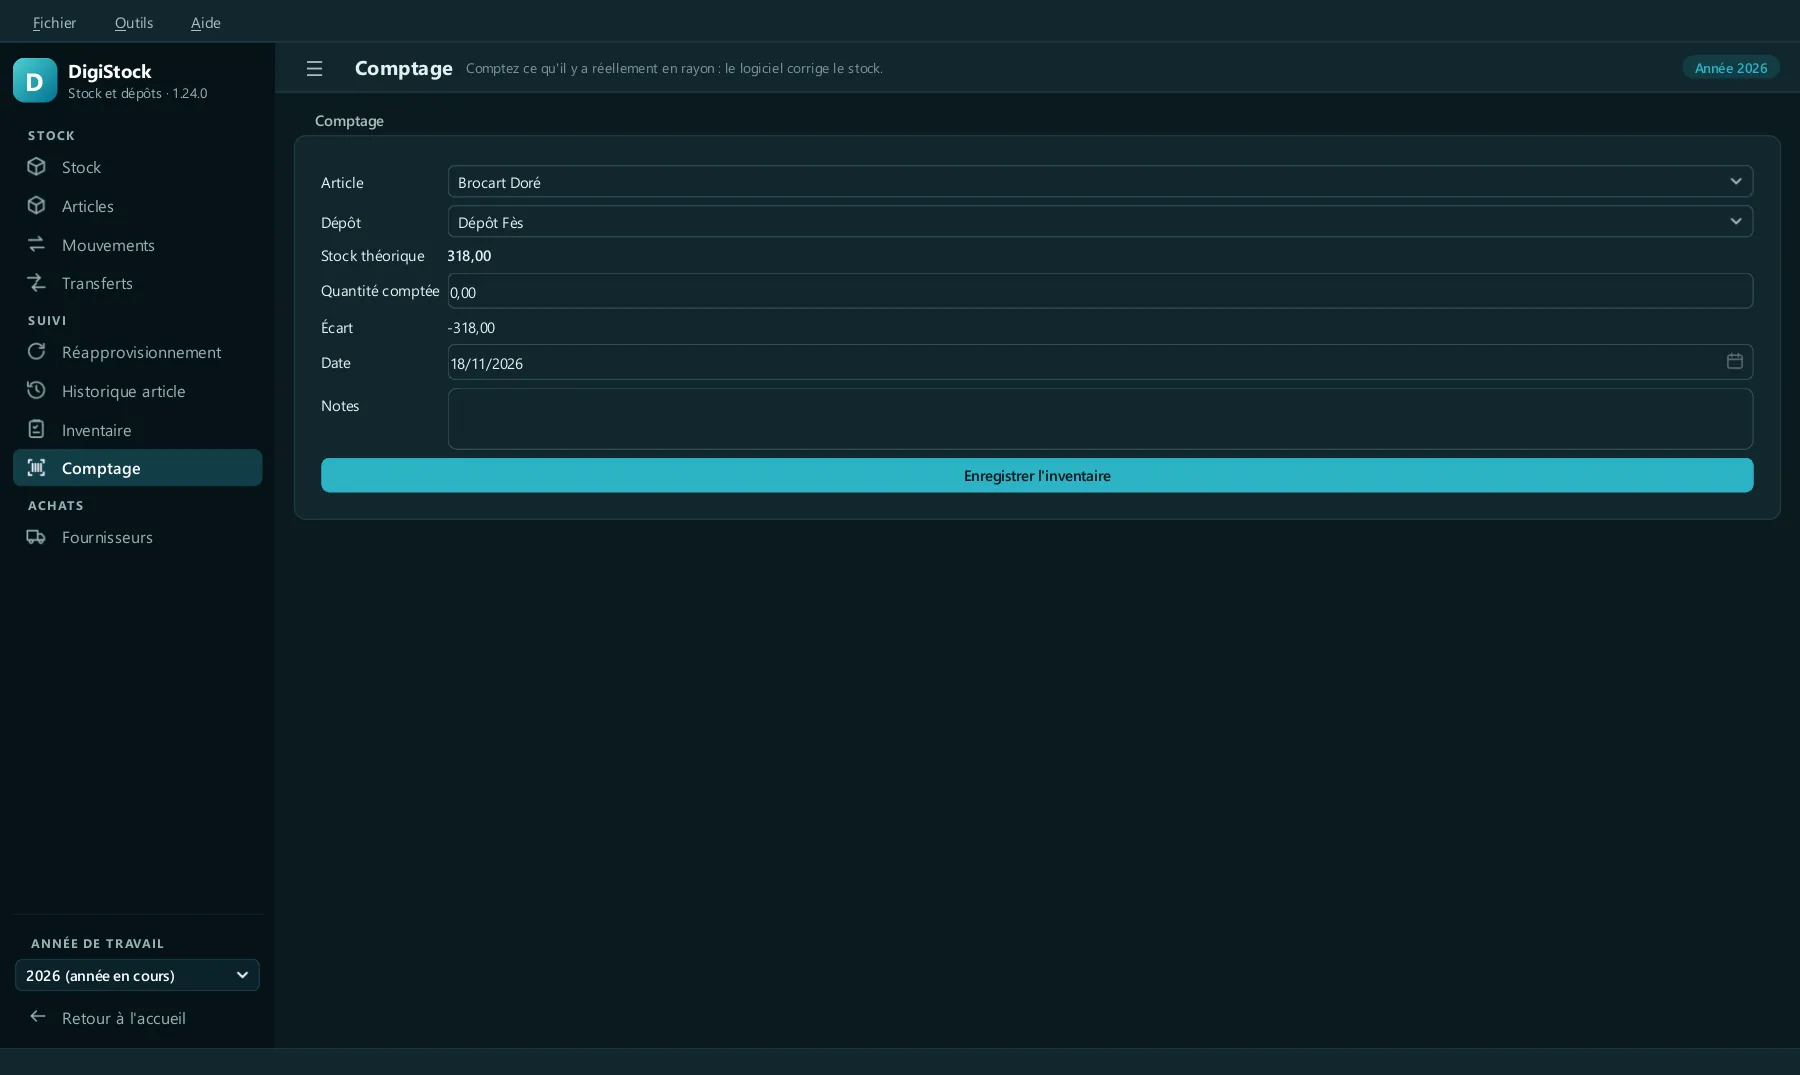 Fichier Outils Aide
D
DigiStock
Stock et dépôts · 1.24.0
STOCK
Stock
Articles
Mouvements
Transferts
SUIVI
Réapprovisionnement
Historique article
Inventaire
Comptage
ACHATS
Fournisseurs
ANNÉE DE TRAVAIL
2026 (année en cours)
Retour à l'accueil
Comptage Comptez ce qu'il y a réellement en rayon : le logiciel corrige le stock. Année 2026
Comptage
Article Brocart Doré
Dépôt Dépôt Fès
Stock théorique 318,00
Quantité comptée 0,00
Écart -318,00
Date 18/11/2026
Notes
Enregistrer l'inventaire